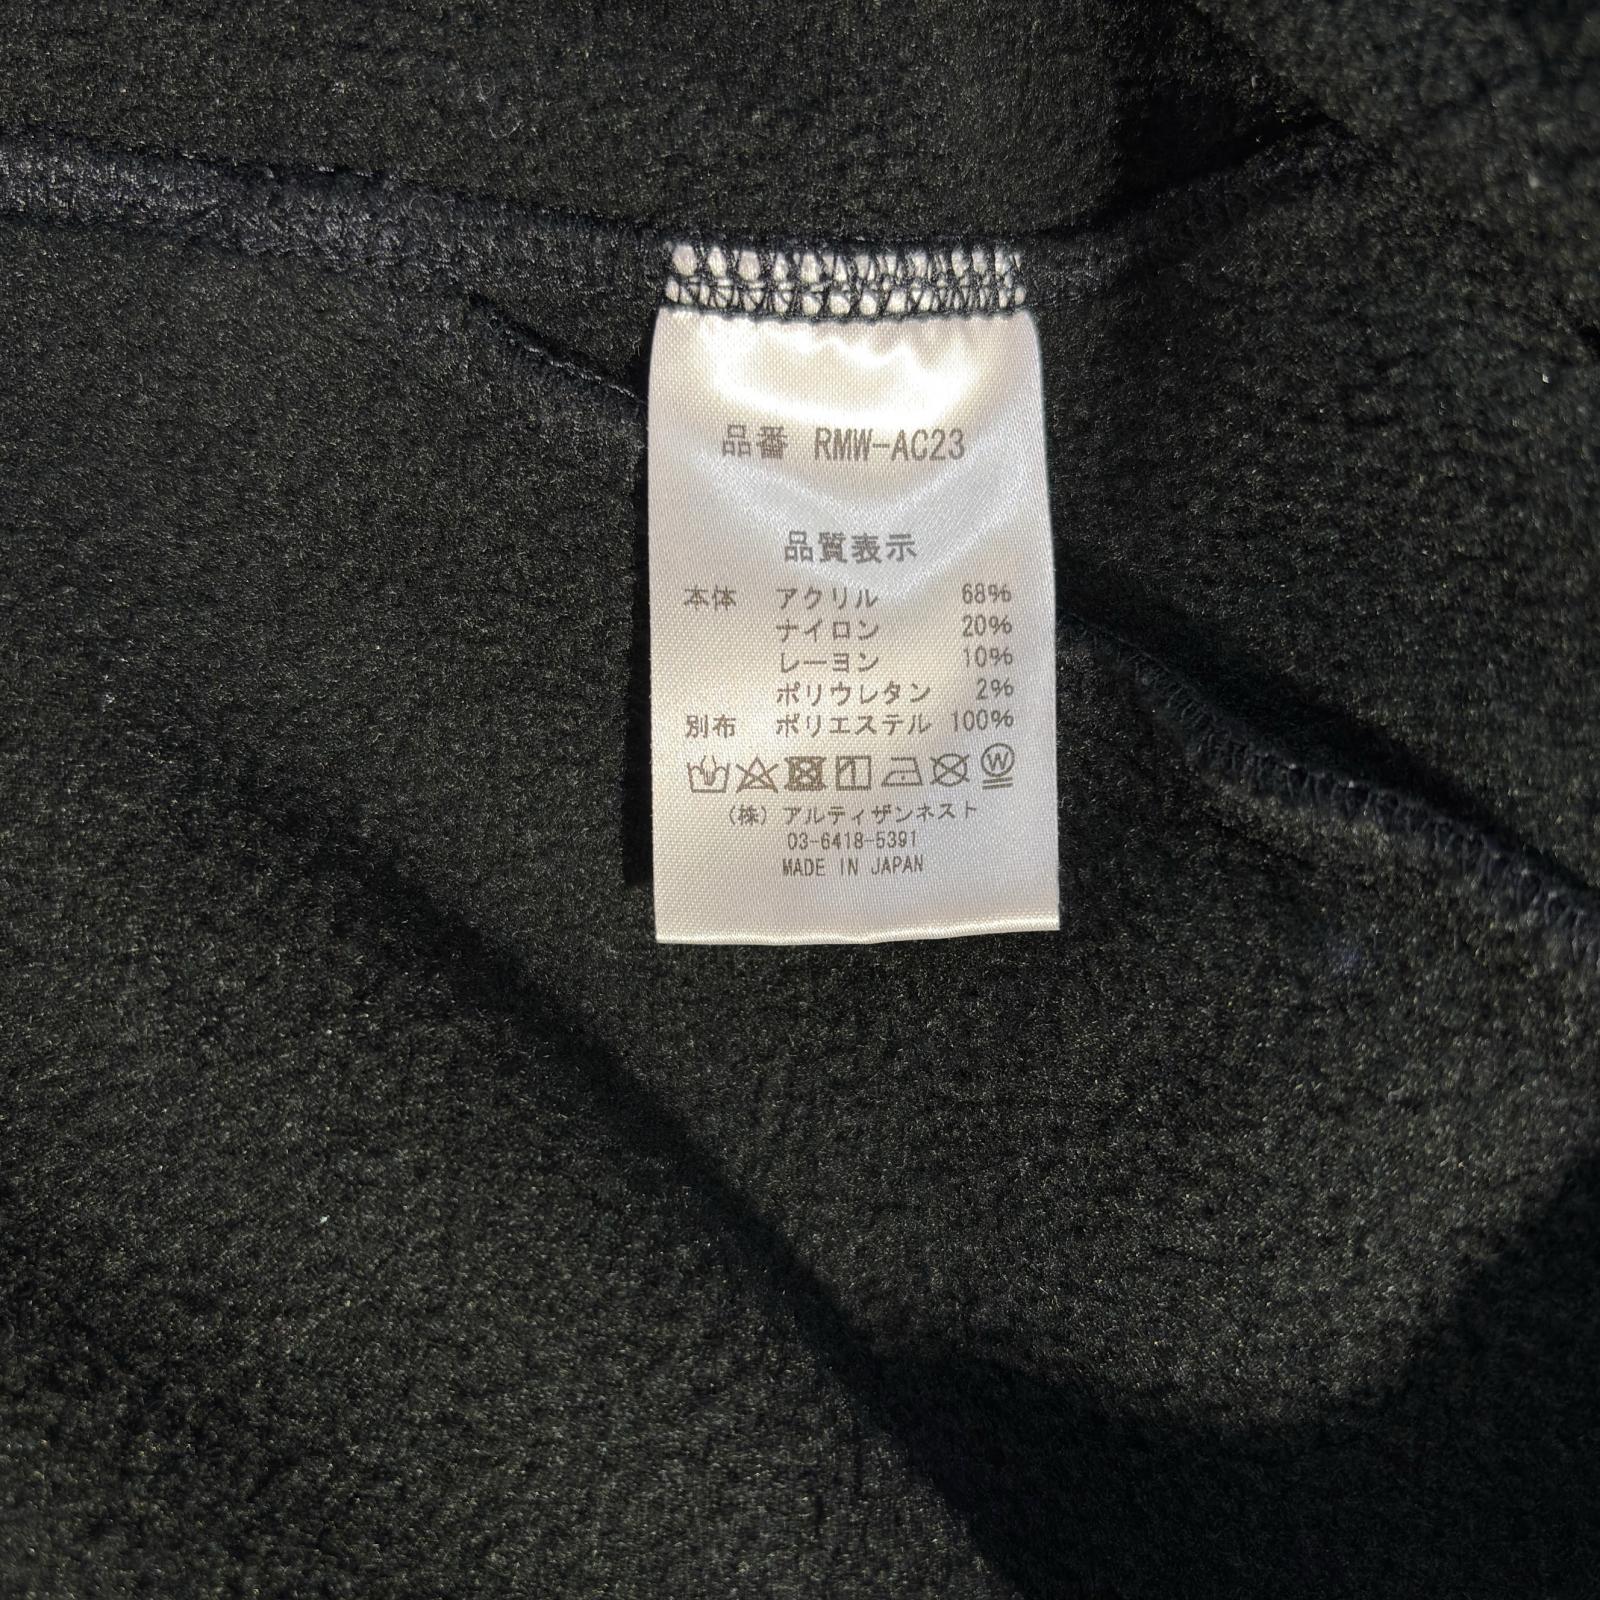 品番 RMW-AC23
品質表示
本体 アクリル 68%
ナイロン 20%
レーヨン 10%
ポリウレタン 2%
別布 ポリエステル 100%
W
(株)アルティザンネスト
03-6418-5391
MADE IN JAPAN